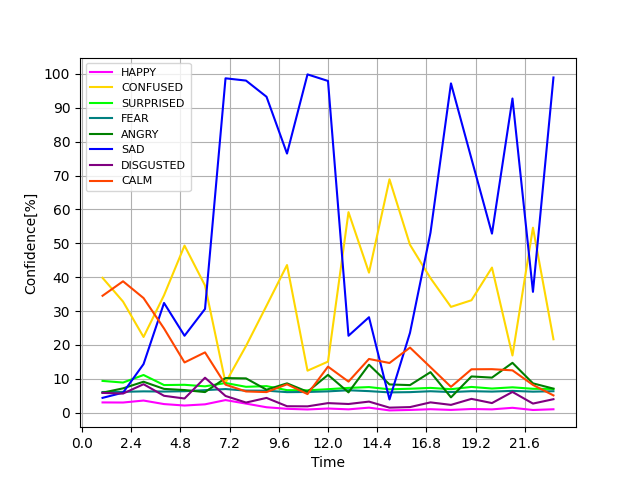 HAPPY
CONFUSED
SURPRISED
FEAR
ANGRY
SAD
DISGUSTED
CALM
100
90
80
70
60
50
40
30
20
10
0
Confidence[%]
0.0 2.4 4.8 7.2 9.6 12.0 14.4 16.8 19.2 21.6
Time